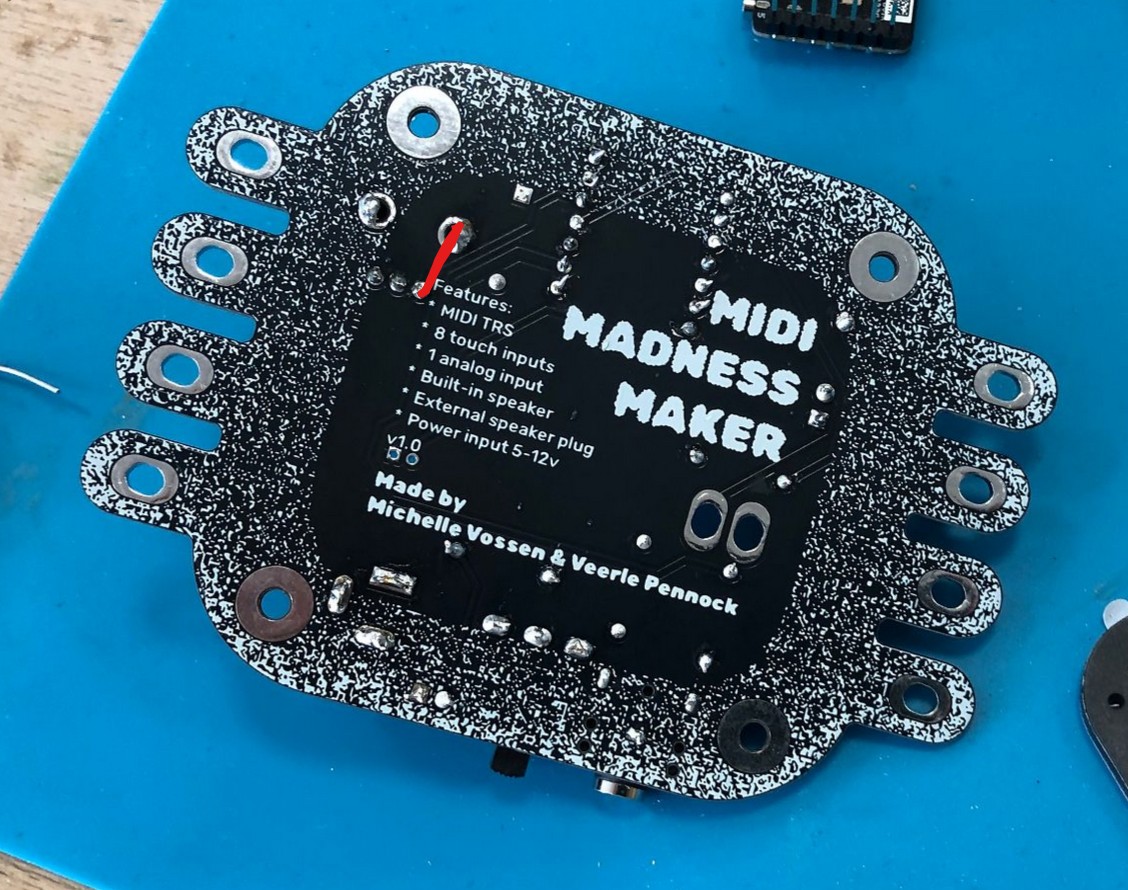 MIDI
MADNESS
MAKER
Features:
* MIDI TRS
* 8 touch inputs
* 1 analog input
* Built-in speaker
* External speaker plug
* Power input 5-12v
v1.0
Made by
Michelle Vossen & Veerle Pennock